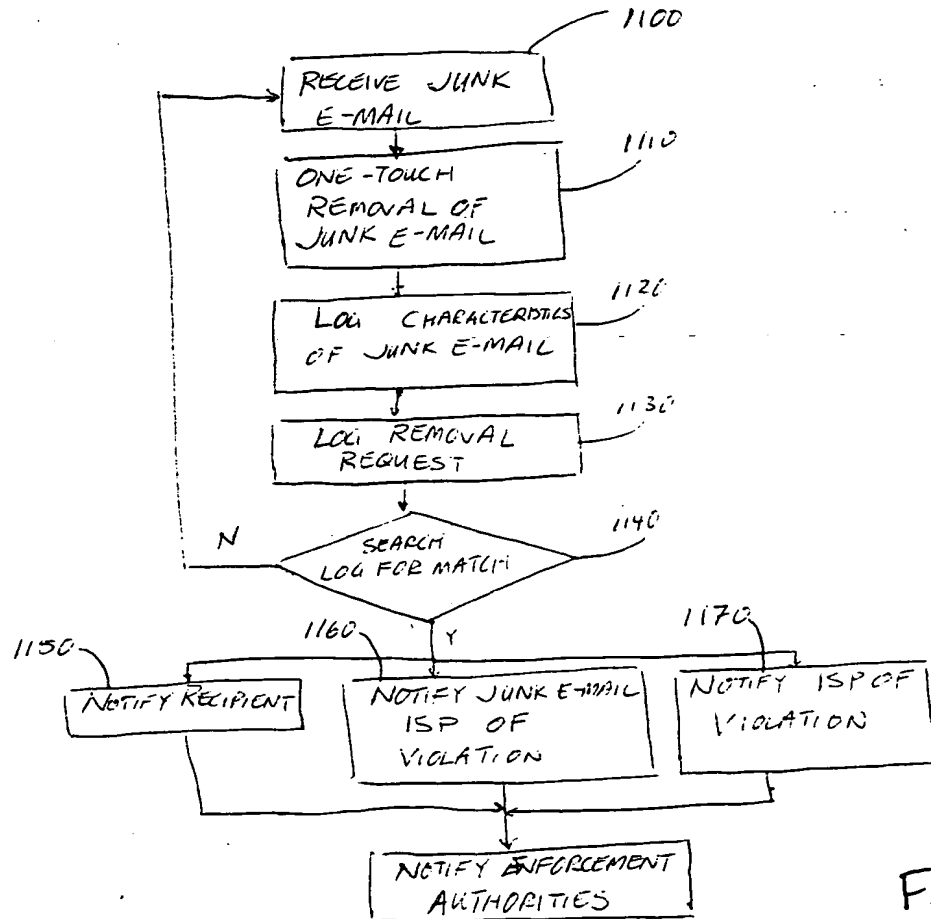 1100
RECEIVE JUNK
E-MAIL
1110
ONE-TOUCH
REMOVAL OF
JUNK E-MAIL
1120
LOG CHARACTERISTICS
OF JUNK E-MAIL
1130
LOG REMOVAL
REQUEST
1140
N
SEARCH
LOG FOR MATCH
Y
1150
1160
1170
NOTIFY RECIPIENT
NOTIFY JUNK E-MAIL
ISP OF
VIOLATION
NOTIFY ISP OF
VIOLATION
NOTIFY ENFORCEMENT
AUTHORITIES